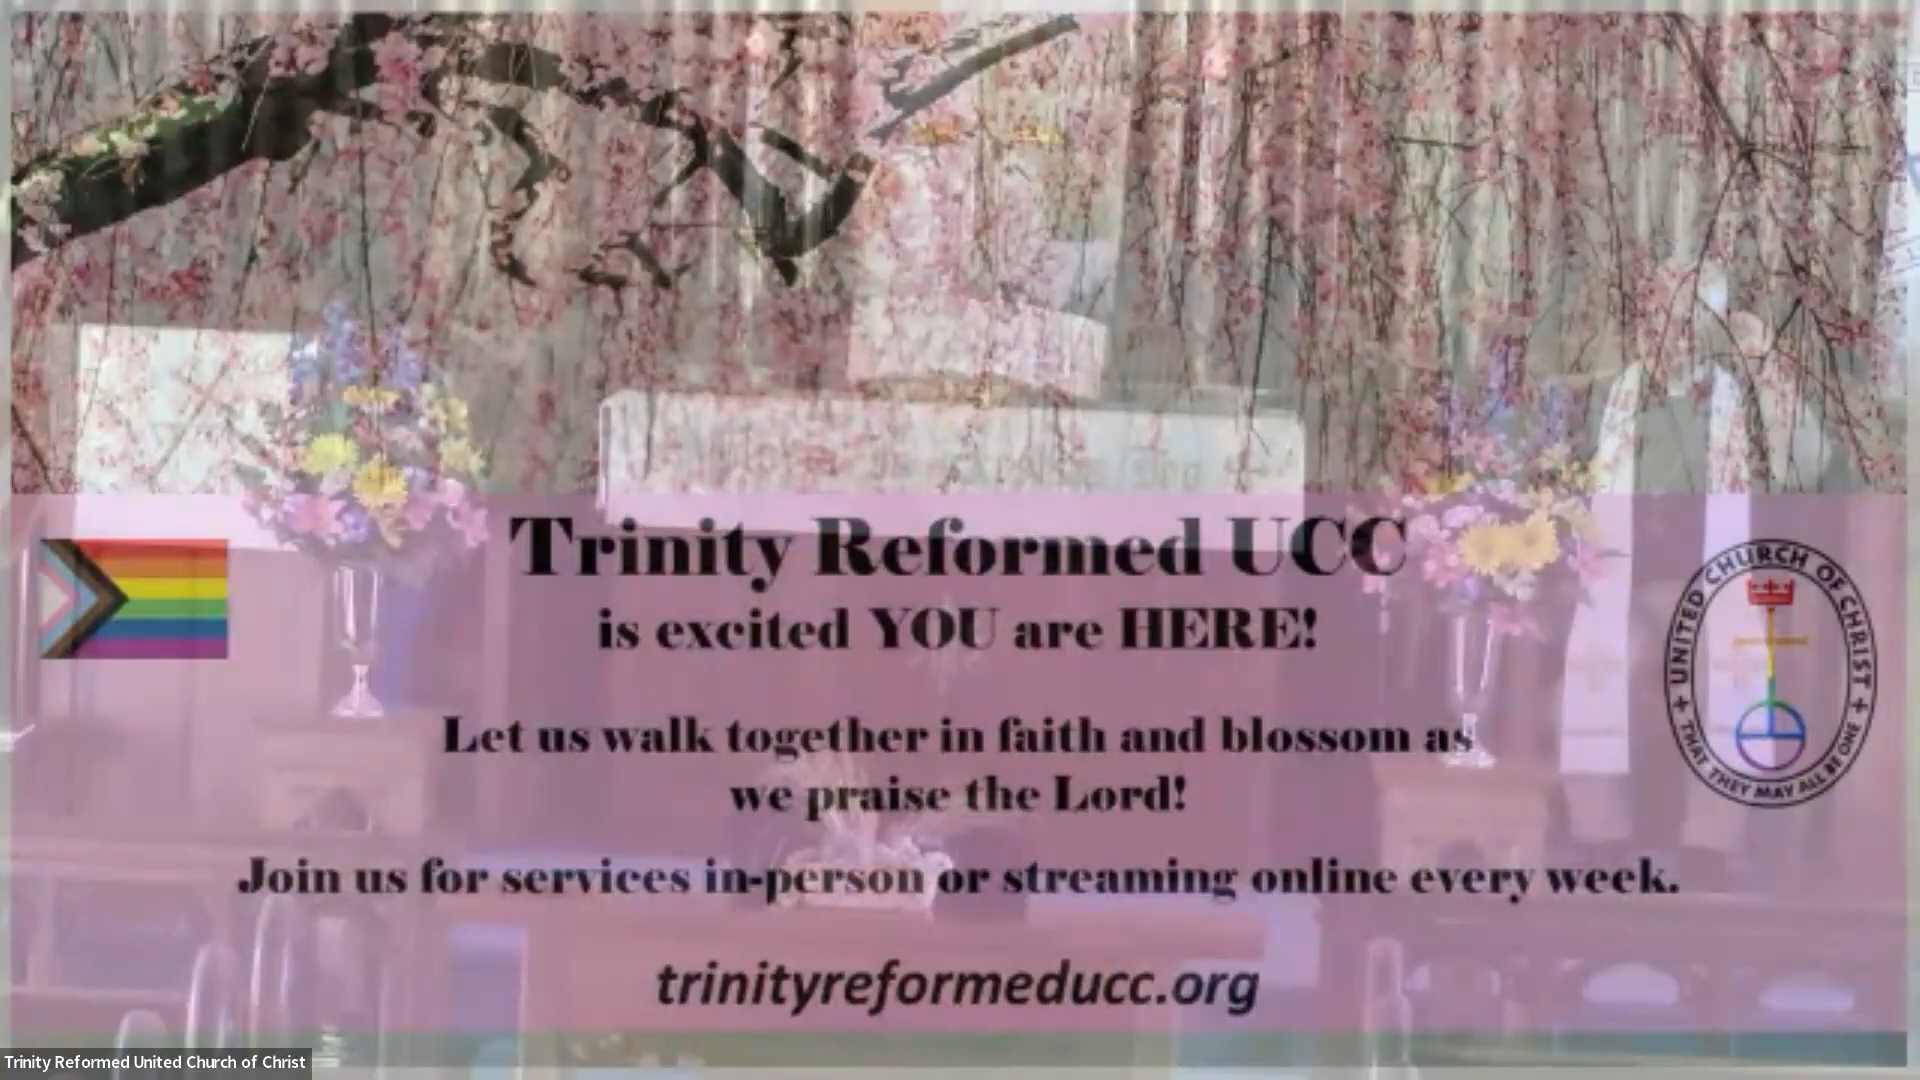 Trinity Reformed UCC
is excited YOU are HERE!
Let us walk together in faith and blossom as
we praise the Lord!
Join us for services in-person or streaming online every week.
trinityreformeducc.org
+ UNITED CHURCH OF CHRIST +
THAT THEY MAY ALL BE ONE
Trinity Reformed United Church of Christ